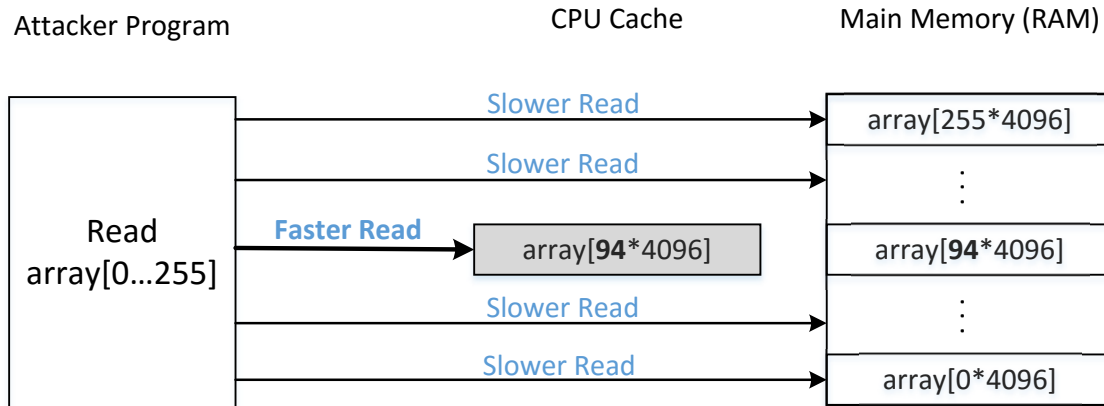 Attacker Program
CPU Cache
Main Memory (RAM)
Slower Read
array[255*4096]
Slower Read
⋮
Read
array[0...255]
Faster Read
array[94*4096]
array[94*4096]
Slower Read
⋮
Slower Read
array[0*4096]